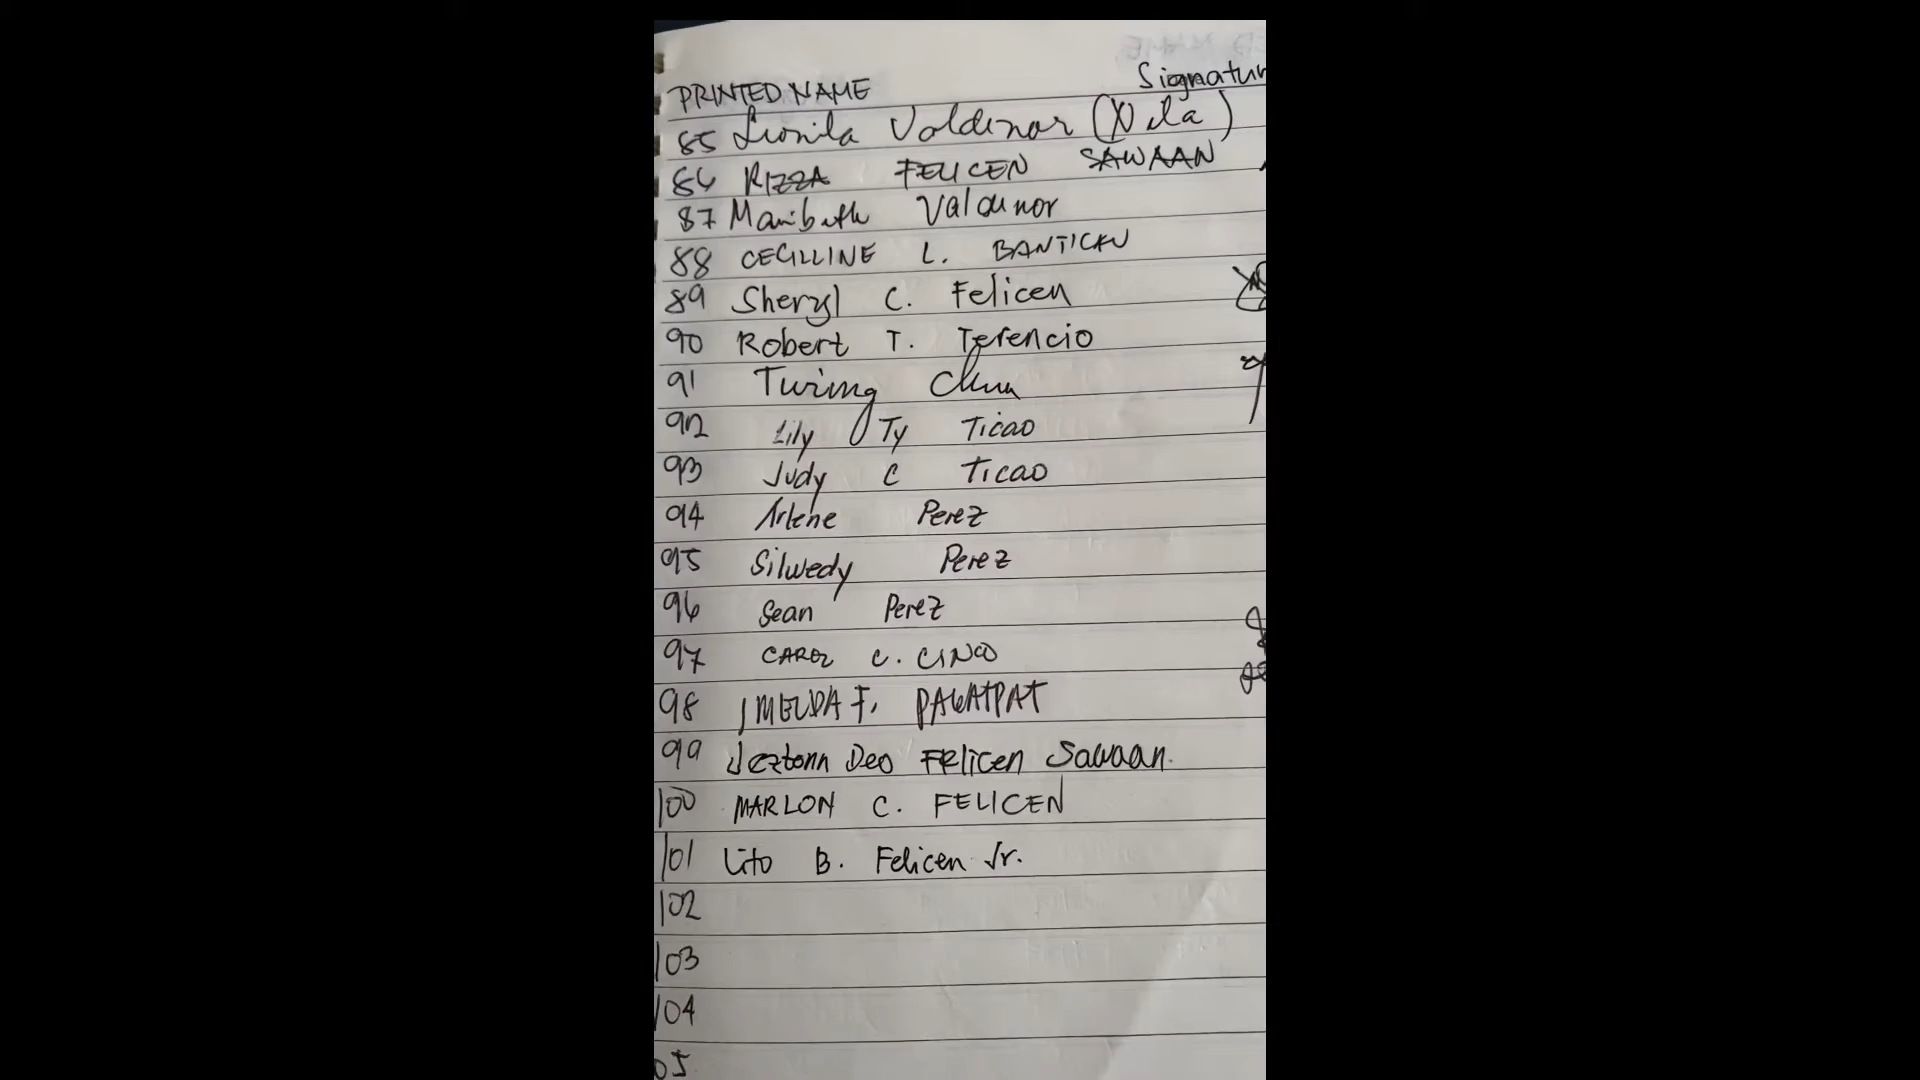 PRINTED NAME Signatur
85 Leonila Valdenor (Nila)
86 RIZZA FELICEN SAWAAN
87 Maribeth Valdenor
88 CECILLINE L. BANTICAN
89 Sheryl C. Felicen
90 Robert T. Terencio
91 Turing Chua
92 Lily Ty Ticao
93 Judy C Ticao
94 Arlene Perez
95 Silwedy Perez
96 Sean Perez
97 C. CINCO
98 IMELDA F. PAGATPAT
99 Jeztonn Deo FELicen Sawaan.
100 MARLON C. FELICEN
101 Lito B. Felicen Jr.
102
103
104
05